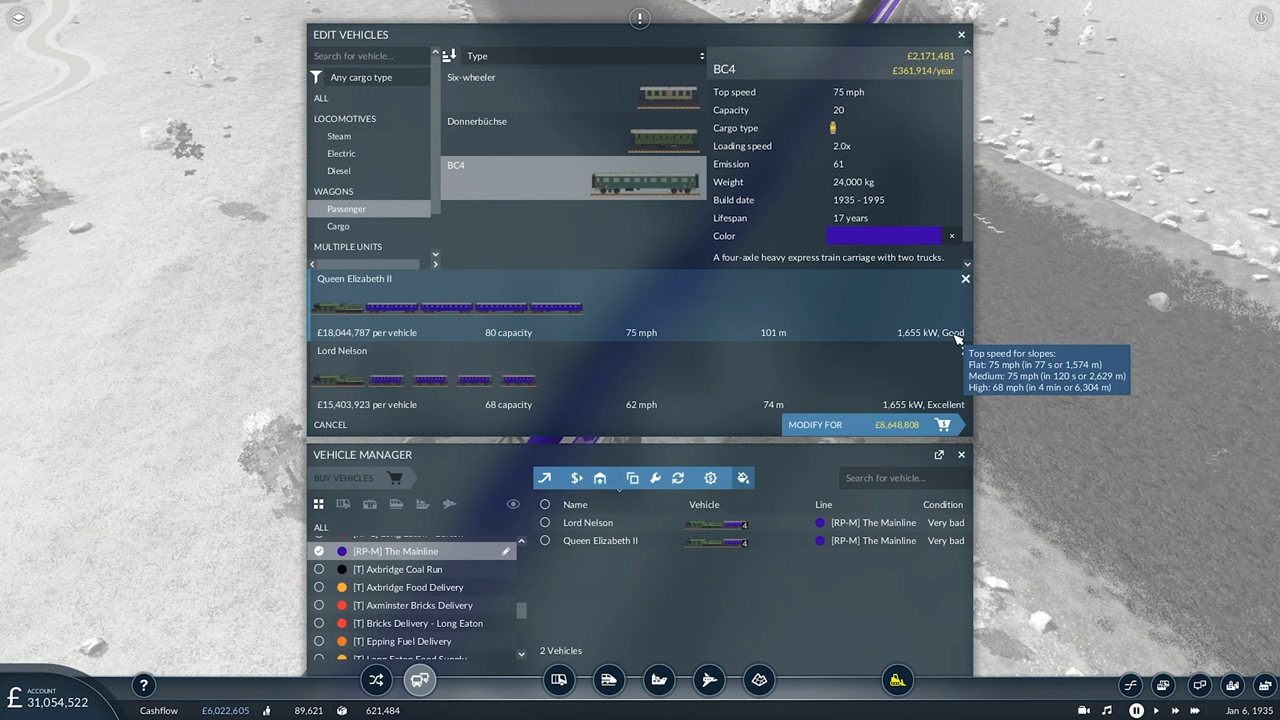 EDIT VEHICLES
Search for vehicle...
Any cargo type
ALL
LOCOMOTIVES
Steam
Electric
Diesel
WAGONS
Passenger
Cargo
MULTIPLE UNITS
Type
Six-wheeler
Donnerbüchse
BC4
£2,171,481
BC4 £361,914/year
Top speed 75 mph
Capacity 20
Cargo type
Loading speed 2.0x
Emission 61
Weight 24,000 kg
Build date 1935 - 1995
Lifespan 17 years
Color
A four-axle heavy express train carriage with two trucks.
Queen Elizabeth II
£18,044,787 per vehicle 80 capacity 75 mph 101 m 1,655 kW, Good
Top speed for slopes:
Flat: 75 mph (in 77 s or 1,574 m)
Medium: 75 mph (in 120 s or 2,629 m)
High: 68 mph (in 4 min or 6,304 m)
Lord Nelson
£15,403,923 per vehicle 68 capacity 62 mph 74 m 1,655 kW, Excellent
CANCEL MODIFY FOR £8,648,808
VEHICLE MANAGER
BUY VEHICLES Search for vehicle...
Name Vehicle Line Condition
Lord Nelson 4 [RP-M] The Mainline Very bad
Queen Elizabeth II 4 [RP-M] The Mainline Very bad
ALL
[RP-M] The Mainline
[T] Axbridge Coal Run
[T] Axbridge Food Delivery
[T] Axminster Bricks Delivery
[T] Bricks Delivery - Long Eaton
[T] Epping Fuel Delivery
[T] Long Eaton Food Supply
2 Vehicles
£ ACCOUNT
31,054,522
?
Cashflow £6,022,605 89,621 621,484 Jan 6, 1935